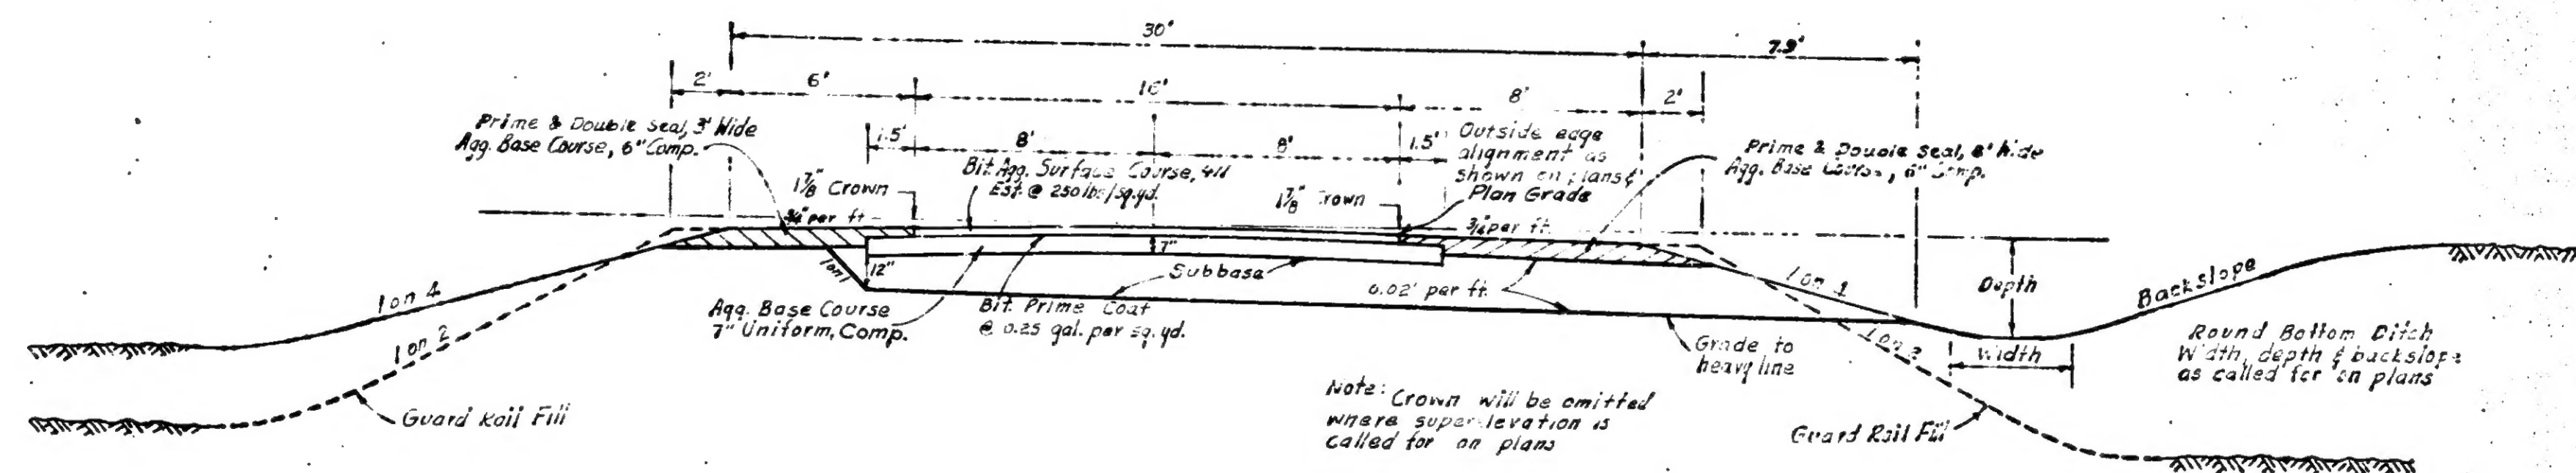 30'
7.9'
2'
6'
16'
8'
2'
Prime & Double Seal, 3' Wide
Agg. Base Course, 6" Comp.
1.5'
8'
8'
1.5'
Outside edge
alignment as
shown on plans &
Plan Grade
Prime & Double Seal, Wide
Agg. Base Course, Comp.
Bit. Agg. Surface Course,
Est. @ 250 lbs/sq.yd.
1 7/8" Crown
1 7/8" Crown
3/4" per ft.
3/4" per ft.
7"
12"
1 on 1
Subbase
0.02' per ft.
1 on 4
1 on 2
1 on
1 on
Agg. Base Course
7" Uniform, Comp.
Bit. Prime Coat
@ 0.25 gal. per sq. yd.
Grade to
heavy line
Depth
Width
Backslope
Round Bottom Ditch
Width, depth & backslope
as called for on plans
Guard Rail Fill
Note: Crown will be omitted
where superelevation is
called for on plans
Guard Rail Fill